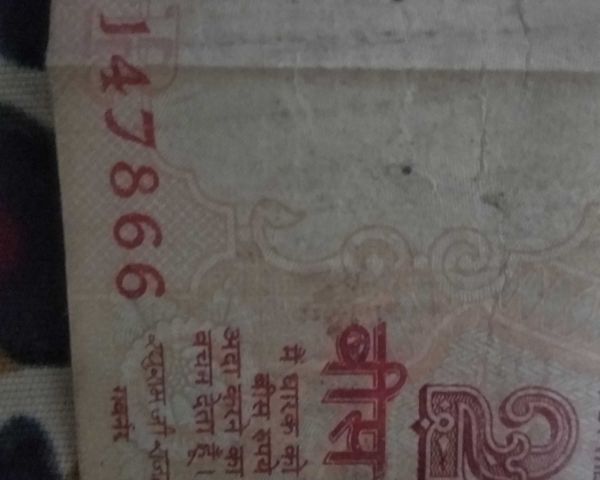 बीस
मैं धारक को
बीस रुपये
अदा करने का
वचन देता हूँ।
147866
गवर्नर